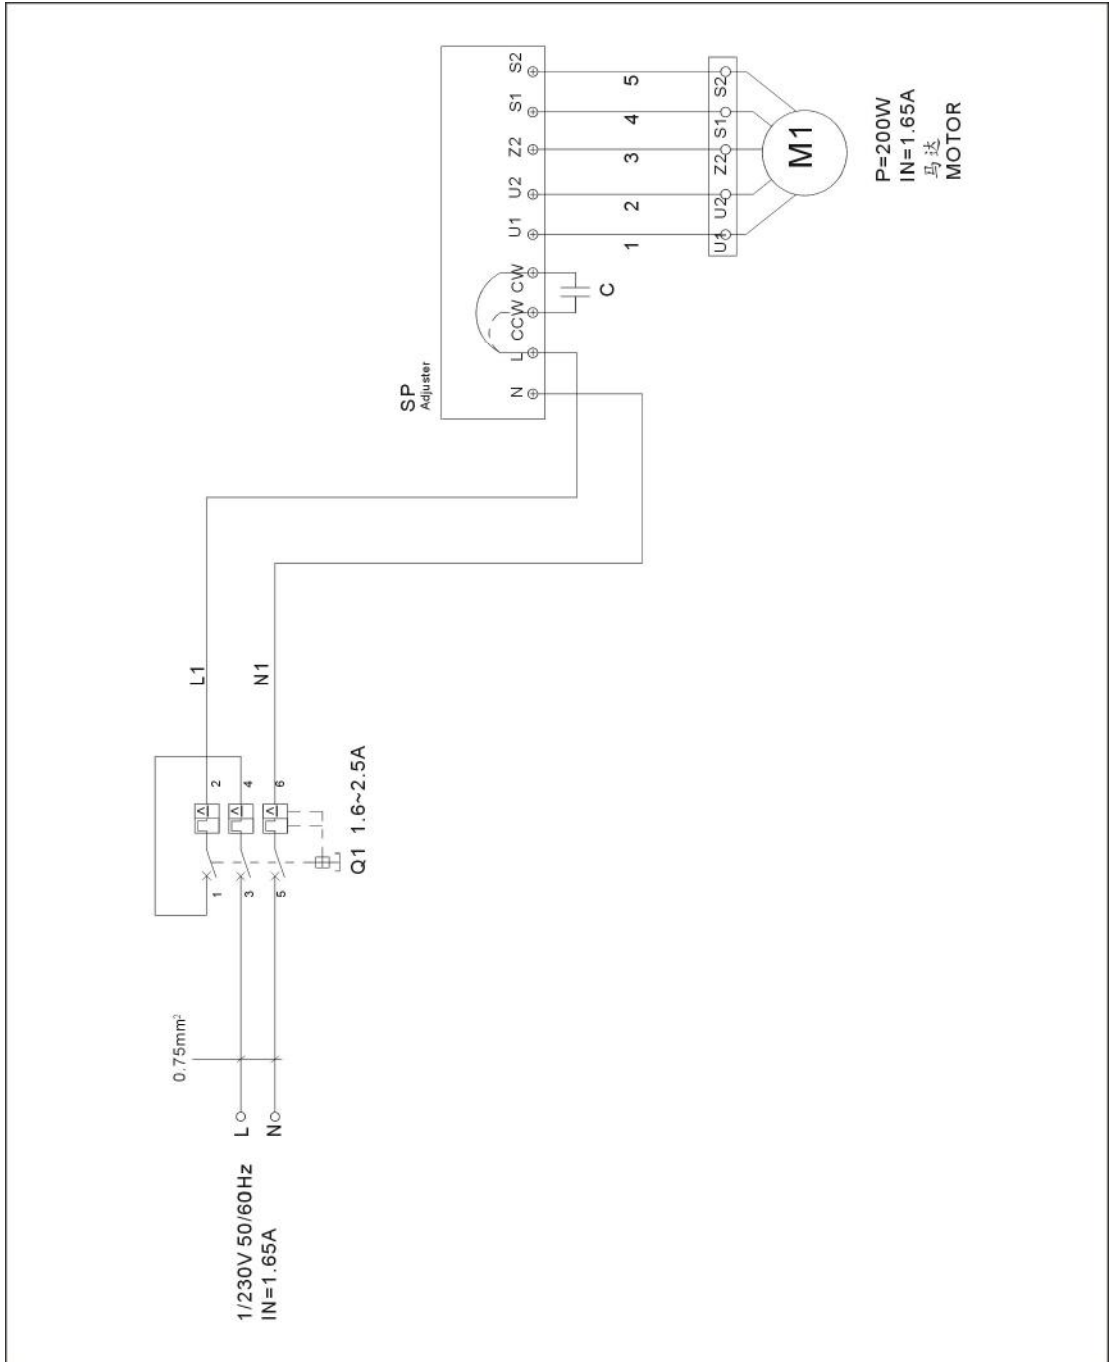 1/230V 50/60Hz
IN=1.65A
L
N
0.75mm²
1
2
3
4
5
6
Q1 1.6~2.5A
L1
N1
SP
Adjuster
N
L
CCW
CW
U1
U2
Z2
S1
S2
C
1
2
3
4
5
U1
U2
Z2
S1
S2
M1
P=200W
IN=1.65A
马达
MOTOR